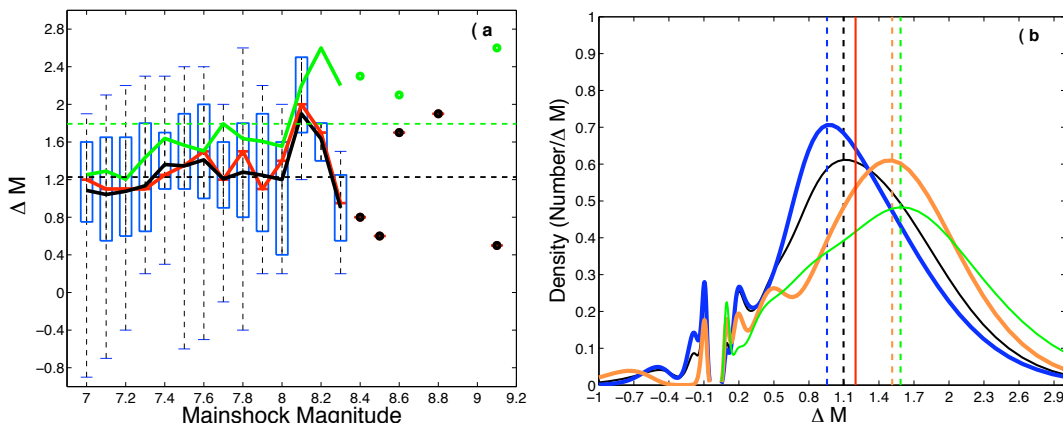 ( a
2.8
2.4
2
1.6
1.2
0.8
0.4
0
−0.4
−0.8
Δ M
7 7.2 7.4 7.6 7.8 8 8.2 8.4 8.6 8.8 9 9.2
Mainshock Magnitude
( b
1
0.9
0.8
0.7
0.6
0.5
0.4
0.3
0.2
0.1
0
Density (Number/Δ M)
−1 −0.7 −0.4 −0.1 0.2 0.5 0.8 1.1 1.4 1.7 2 2.3 2.6 2.9
Δ M